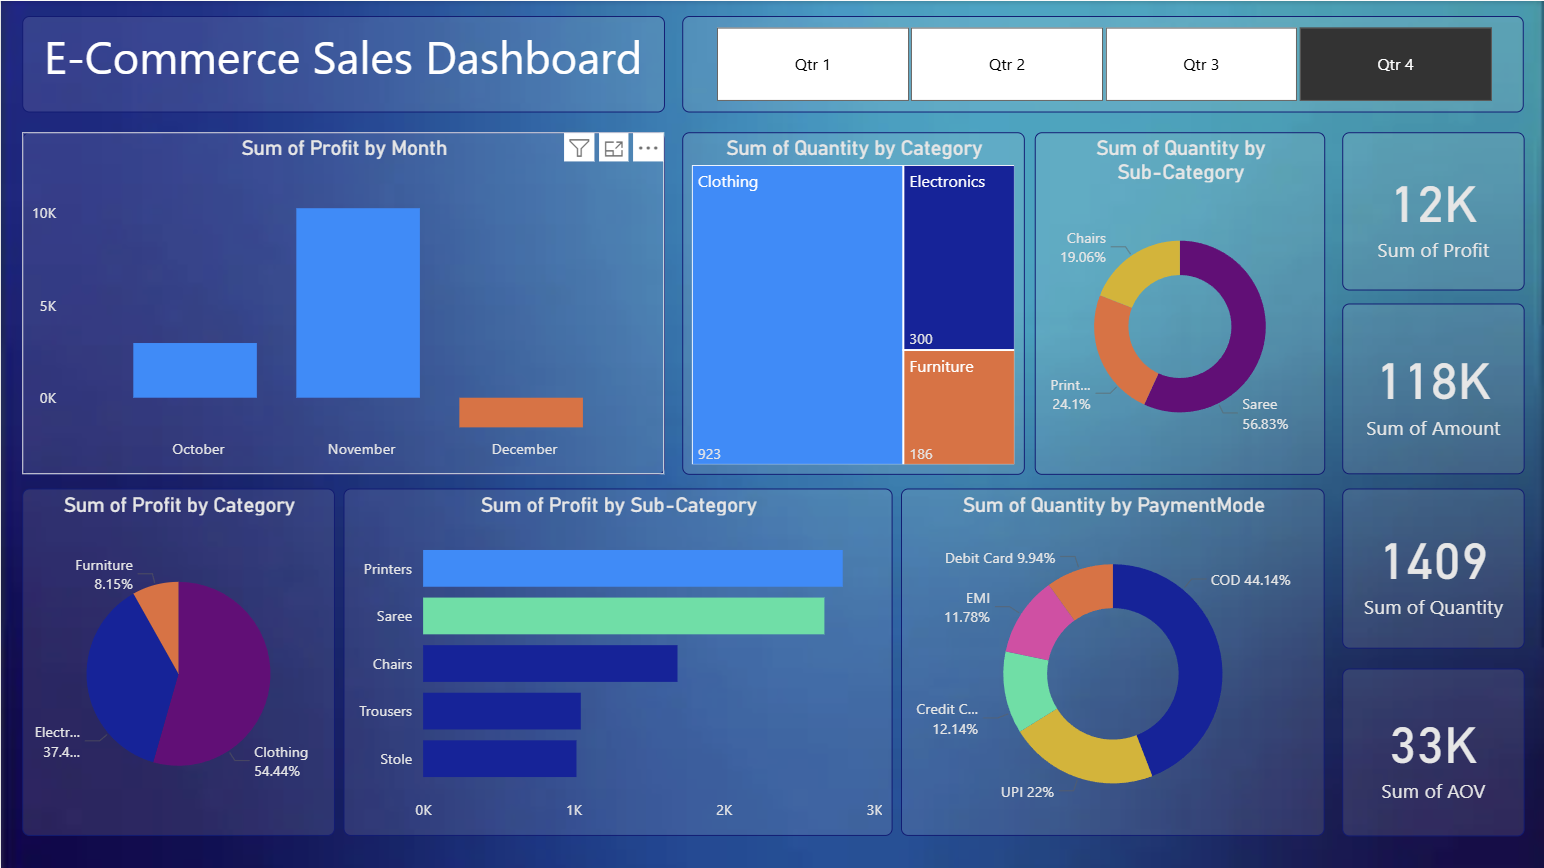 E-Commerce Sales Dashboard
Qtr 1
Qtr 2
Qtr 3
Qtr 4
Sum of Profit by Month
10K
5K
0K
October
November
December
Sum of Quantity by Category
Clothing
923
Electronics
300
Furniture
186
Sum of Quantity by
Sub-Category
Chairs
19.06%
Print...
24.1%
Saree
56.83%
12K
Sum of Profit
118K
Sum of Amount
Sum of Profit by Category
Furniture
8.15%
Electr...
37.4...
Clothing
54.44%
Sum of Profit by Sub-Category
Printers
Saree
Chairs
Trousers
Stole
0K
1K
2K
3K
Sum of Quantity by PaymentMode
Debit Card 9.94%
COD 44.14%
EMI
11.78%
Credit C...
12.14%
UPI 22%
1409
Sum of Quantity
33K
Sum of AOV